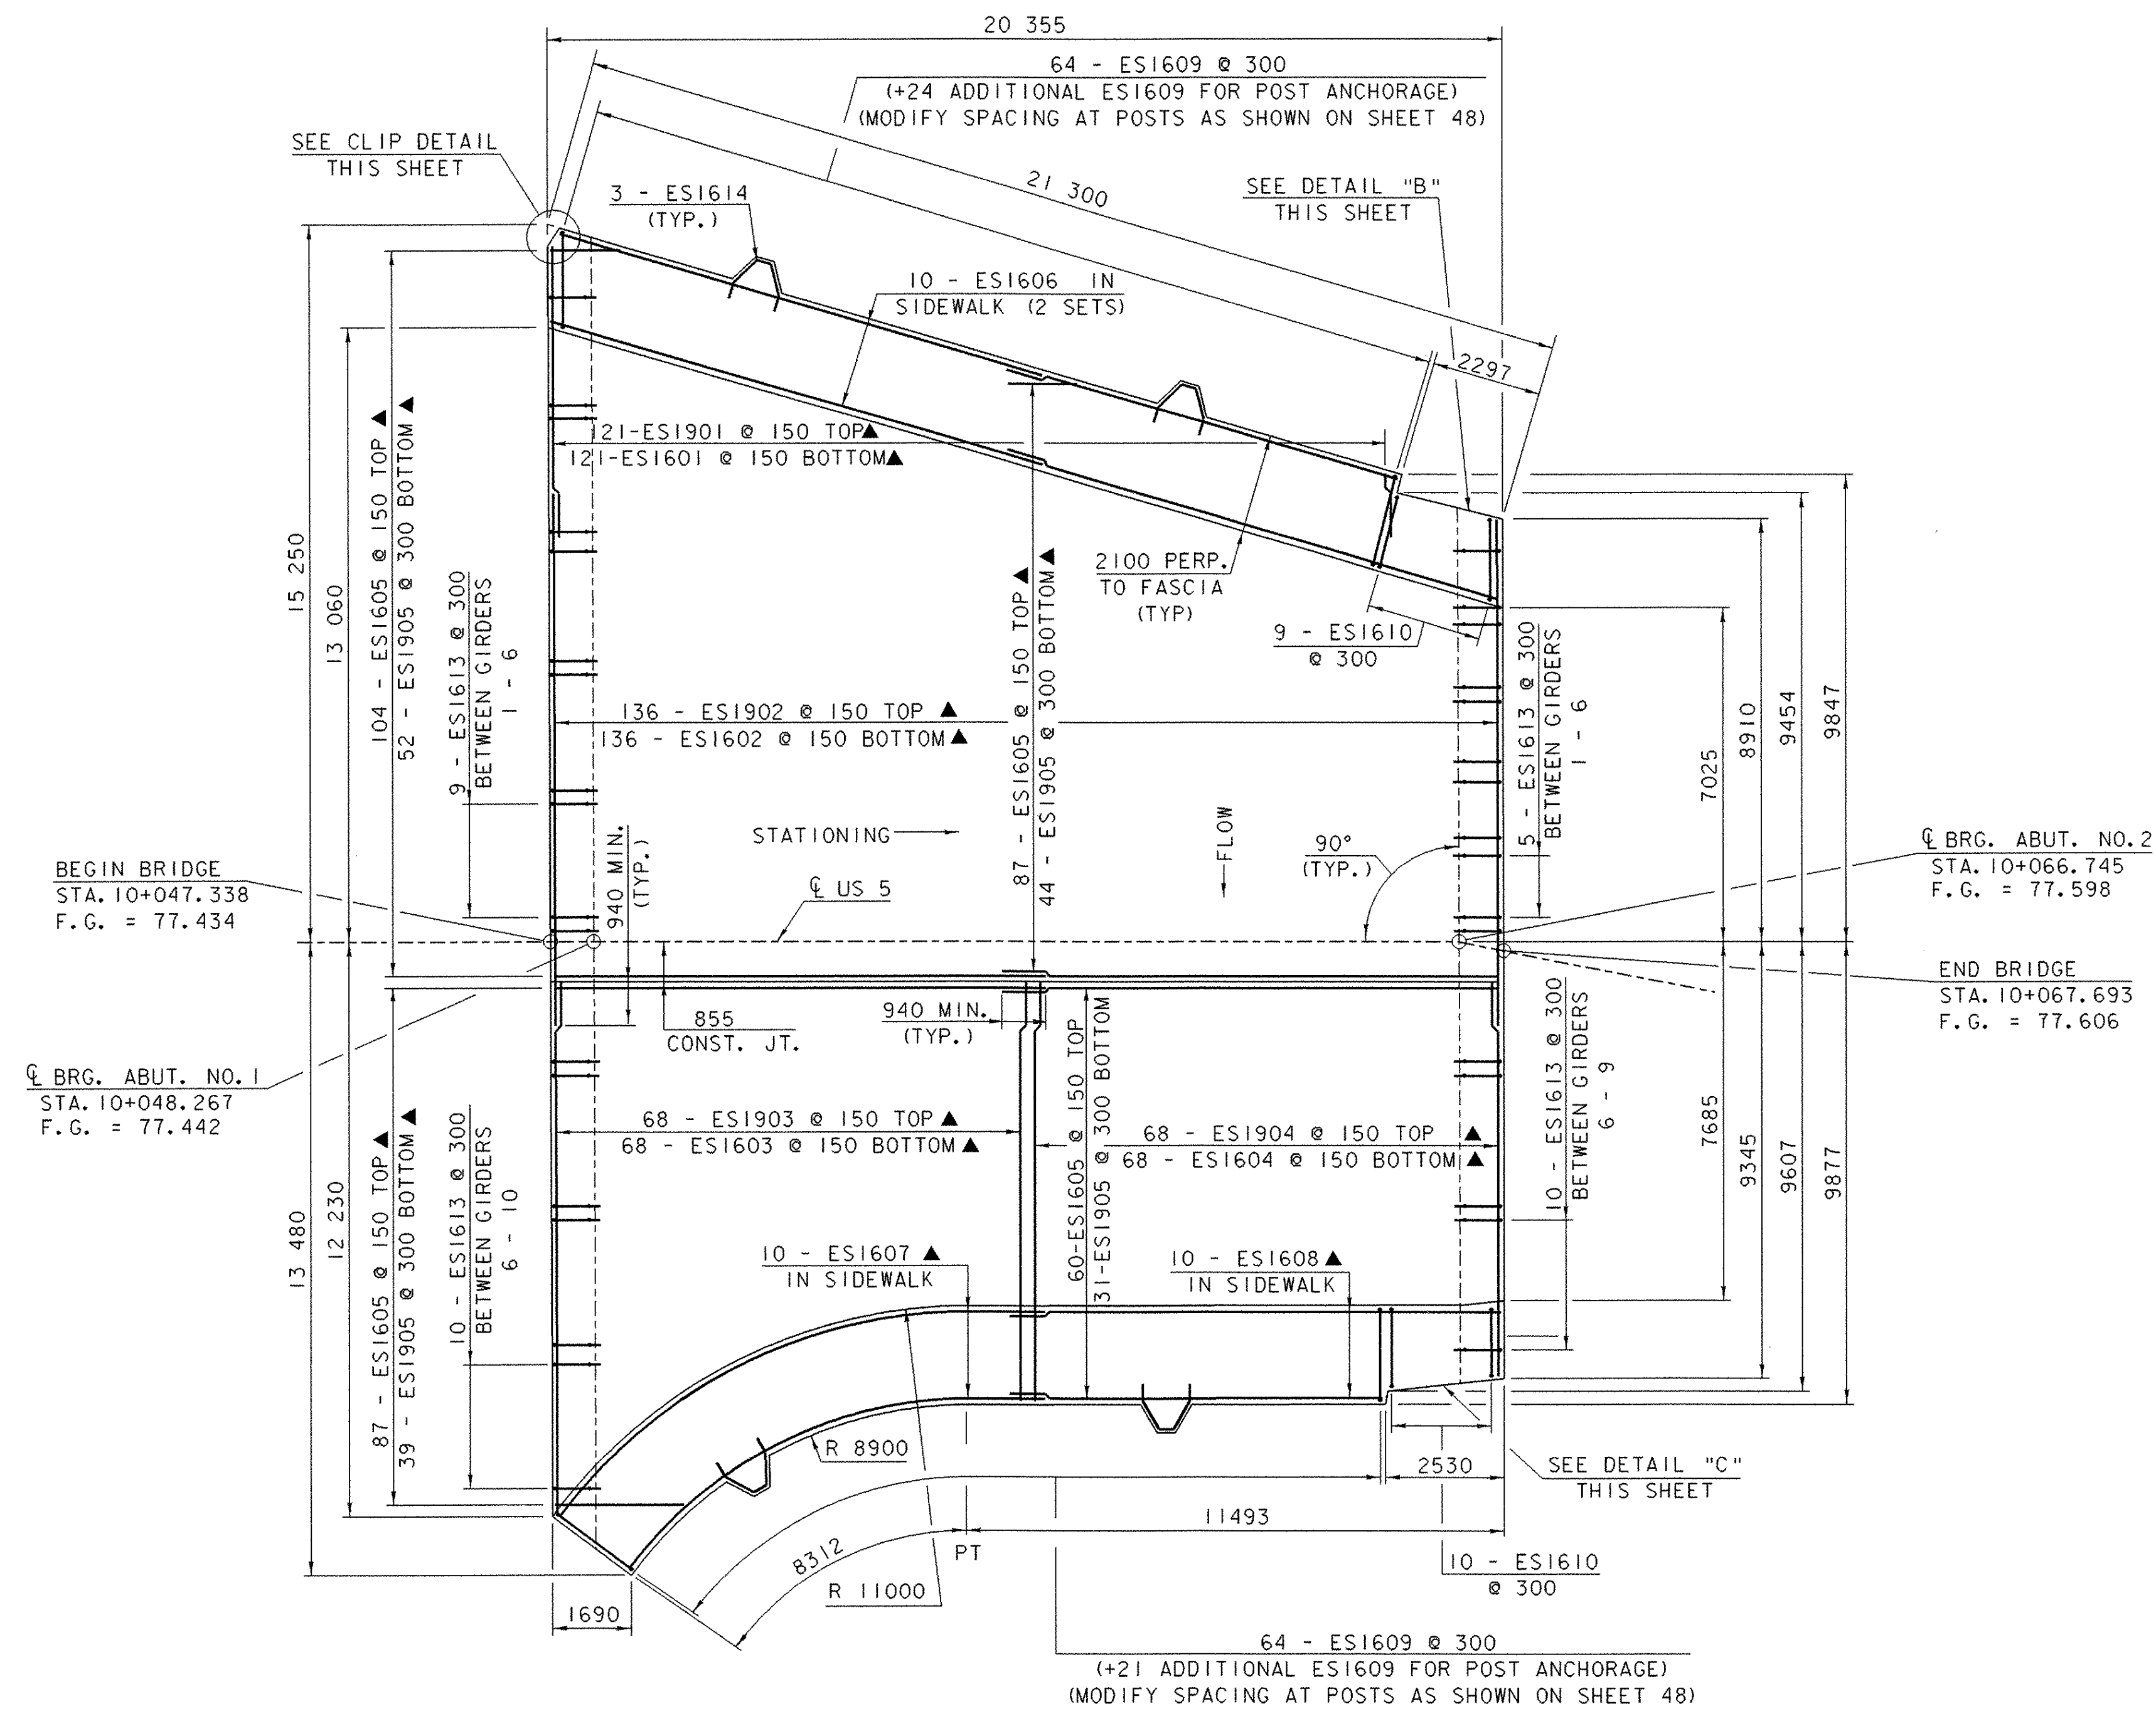 20 355
64 - ES1609 @ 300
(+24 ADDITIONAL ES1609 FOR POST ANCHORAGE)
(MODIFY SPACING AT POSTS AS SHOWN ON SHEET 48)
SEE CLIP DETAIL
THIS SHEET
3 - ES1614
(TYP.)
21 300
SEE DETAIL "B"
THIS SHEET
10 - ES1606 IN
SIDEWALK (2 SETS)
2297
121-ES1901 @ 150 TOP▲
121-ES1601 @ 150 BOTTOM▲
15 250
13 060
104 - ES1605 @ 150 TOP ▲
52 - ES1905 @ 300 BOTTOM ▲
9 - ES1613 @ 300
BETWEEN GIRDERS
1 - 6
2100 PERP.
TO FASCIA
(TYP)
9 - ES1610
@ 300
87 - ES1605 @ 150 TOP▲
44 - ES1905 @ 300 BOTTOM▲
5 - ES1613 @ 300
BETWEEN GIRDERS
1 - 6
7025
8910
9454
9847
136 - ES1902 @ 150 TOP ▲
136 - ES1602 @ 150 BOTTOM▲
STATIONING
FLOW
90°
(TYP.)
940 MIN.
(TYP.)
℄ US 5
BEGIN BRIDGE
STA. 10+047.338
F.G. = 77.434
℄ BRG. ABUT. NO.2
STA. 10+066.745
F.G. = 77.598
END BRIDGE
STA. 10+067.693
F.G. = 77.606
℄ BRG. ABUT. NO.1
STA. 10+048.267
F.G. = 77.442
855
CONST. JT.
940 MIN.
(TYP.)
13 480
12 230
87 - ES1605 @ 150 TOP▲
39 - ES1905 @ 300 BOTTOM▲
10 - ES1613 @ 300
BETWEEN GIRDERS
6 - 10
68 - ES1903 @ 150 TOP ▲
68 - ES1603 @ 150 BOTTOM ▲
60-ES1605 @ 150 TOP
31-ES1905 @ 300 BOTTOM
68 - ES1904 @ 150 TOP ▲
68 - ES1604 @ 150 BOTTOM ▲
10 - ES1613 @ 300
BETWEEN GIRDERS
6 - 9
7685
9345
9607
9877
10 - ES1607 ▲
IN SIDEWALK
10 - ES1608▲
IN SIDEWALK
R 8900
2530
SEE DETAIL "C"
THIS SHEET
11493
8312
PT
R 11000
10 - ES1610
@ 300
1690
64 - ES1609 @ 300
(+21 ADDITIONAL ES1609 FOR POST ANCHORAGE)
(MODIFY SPACING AT POSTS AS SHOWN ON SHEET 48)